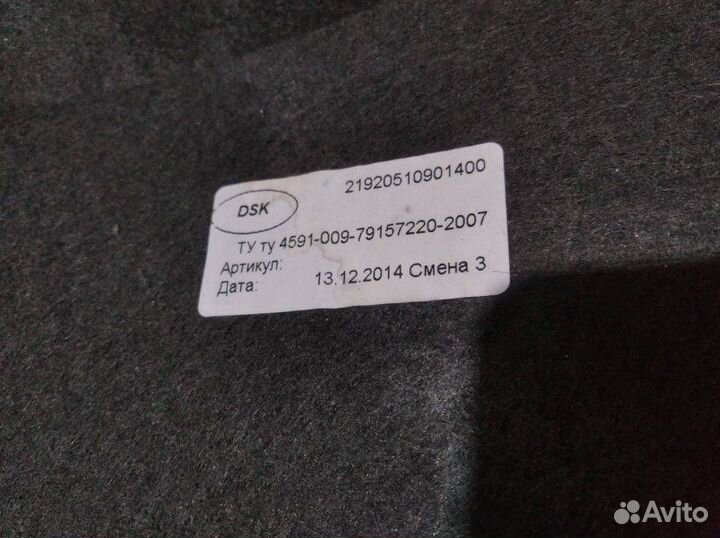 21920510901400
DSK
ТУ ту 4591-009-79157220-2007
Артикул:
Дата: 13.12.2014 Смена 3
Avito